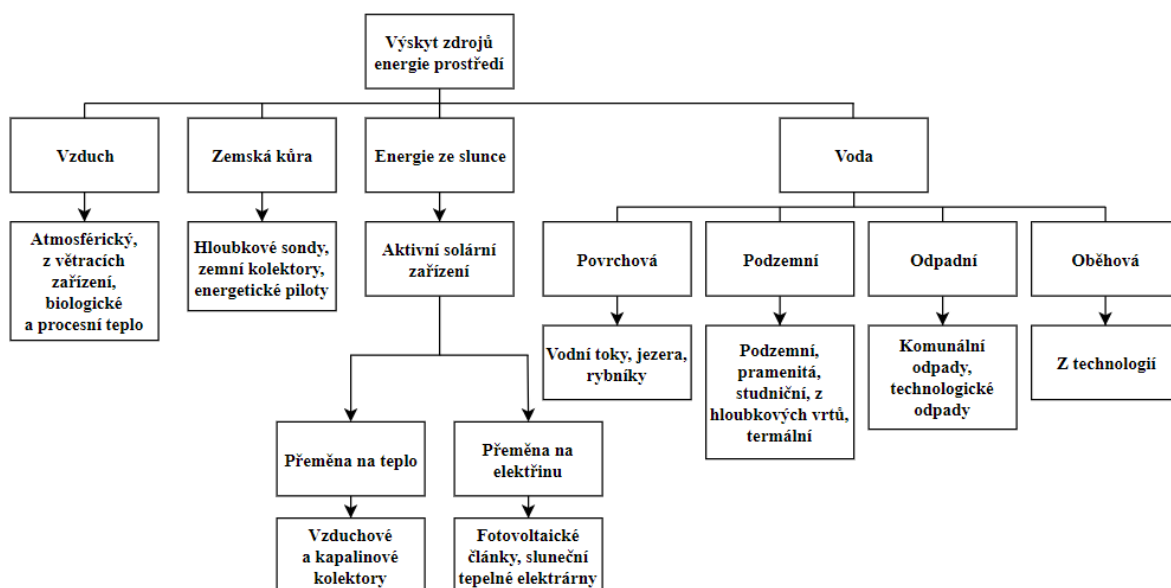 Výskyt zdrojů
energie prostředí
Vzduch
Zemská kůra
Energie ze slunce
Voda
Atmosférický,
z větracích
zařízení,
biologické
a procesní teplo
Hloubkové sondy,
zemní kolektory,
energetické piloty
Aktivní solární
zařízení
Povrchová
Podzemní
Odpadní
Oběhová
Vodní toky, jezera,
rybníky
Podzemní,
pramenitá,
studniční, z
hloubkových vrtů,
termální
Komunální
odpady,
technologické
odpady
Z technologií
Přeměna na teplo
Přeměna na
elektřinu
Vzduchové
a kapalinové
kolektory
Fotovoltaické
články, sluneční
tepelné elektrárny